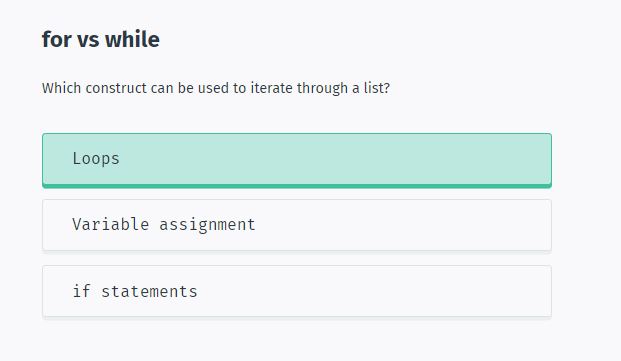 for vs while
Which construct can be used to iterate through a list?
Loops
Variable assignment
if statements